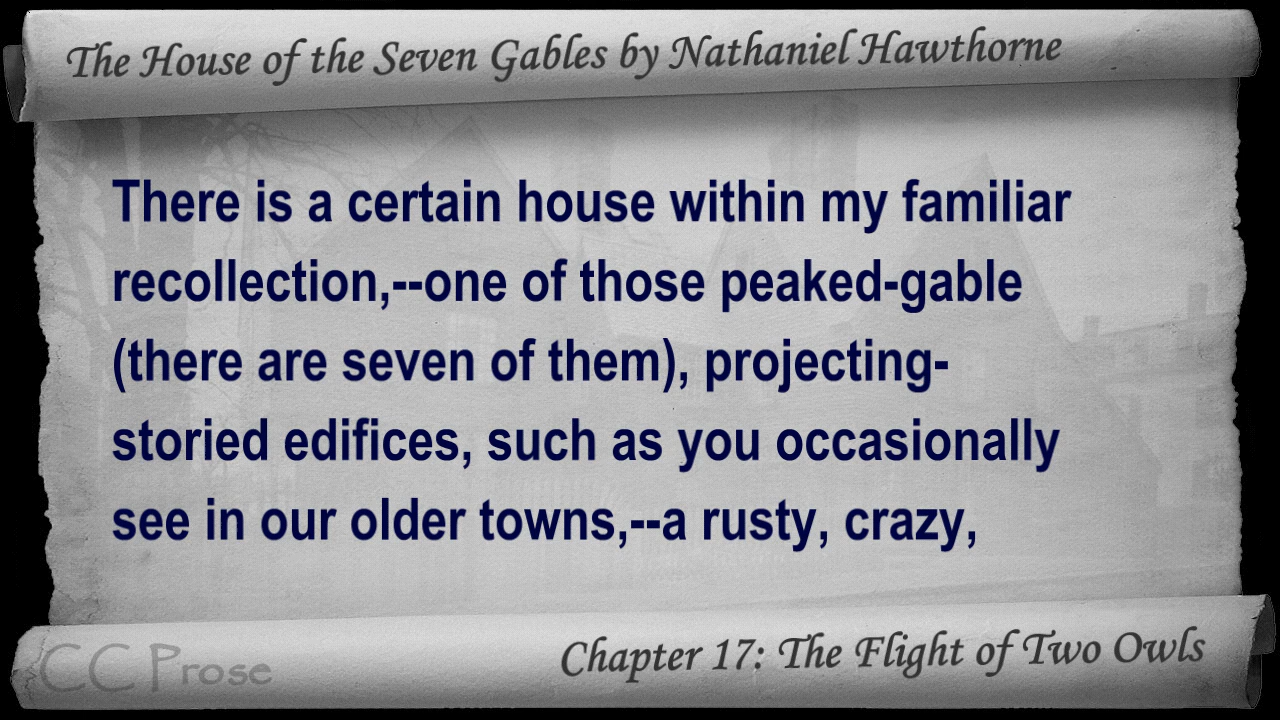 The House of the Seven Gables by Nathaniel Hawthorne
There is a certain house within my familiar
recollection,--one of those peaked-gable
(there are seven of them), projecting-
storied edifices, such as you occasionally
see in our older towns,--a rusty, crazy,
Chapter 17: The Flight of Two Owls
CC Prose